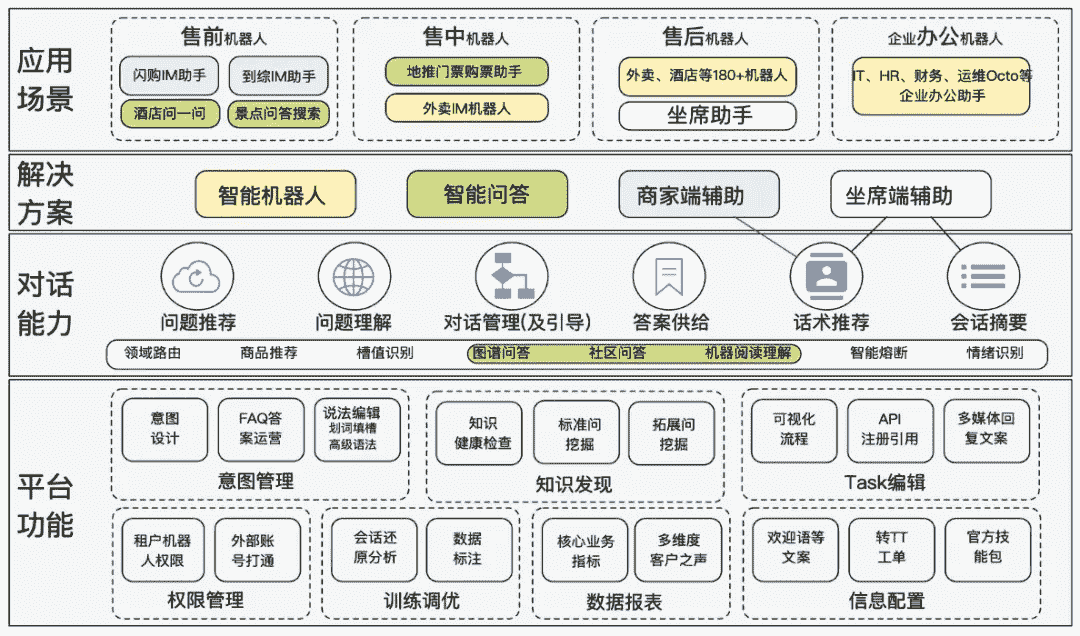 应用
场景
售前机器人
闪购IM助手
到综IM助手
酒店问一问
景点问答搜索
售中机器人
地推门票购票助手
外卖IM机器人
售后机器人
外卖、酒店等180+机器人
坐席助手
企业办公机器人
IT、HR、财务、运维Octo等
企业办公助手
解决
方案
智能机器人
智能问答
商家端辅助
坐席端辅助
对话
能力
问题推荐
问题理解
对话管理(及引导)
答案供给
话术推荐
会话摘要
领域路由
商品推荐
槽值识别
图谱问答
社区问答
机器阅读理解
智能熔断
情绪识别
平台
功能
意图
设计
FAQ答
案运营
说法编辑
划词填槽
高级语法
意图管理
知识
健康检查
标准问
挖掘
拓展问
挖掘
知识发现
可视化
流程
API
注册引用
多媒体回
复文案
Task编辑
租户机器
人权限
外部账
号打通
权限管理
会话还
原分析
数据
标注
训练调优
核心业务
指标
多维度
客户之声
数据报表
欢迎语等
文案
转TT
工单
官方技
能包
信息配置